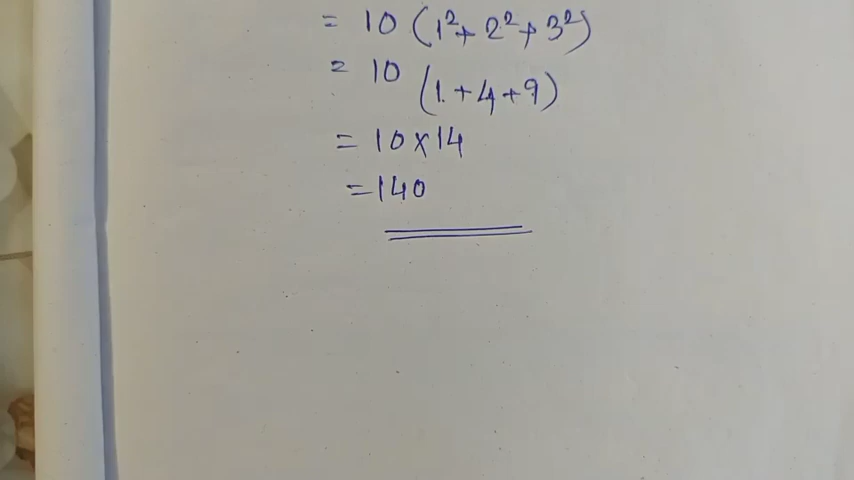 = 10 (1² + 2² + 3²)
= 10 (1 + 4 + 9)
= 10 × 14
= 140